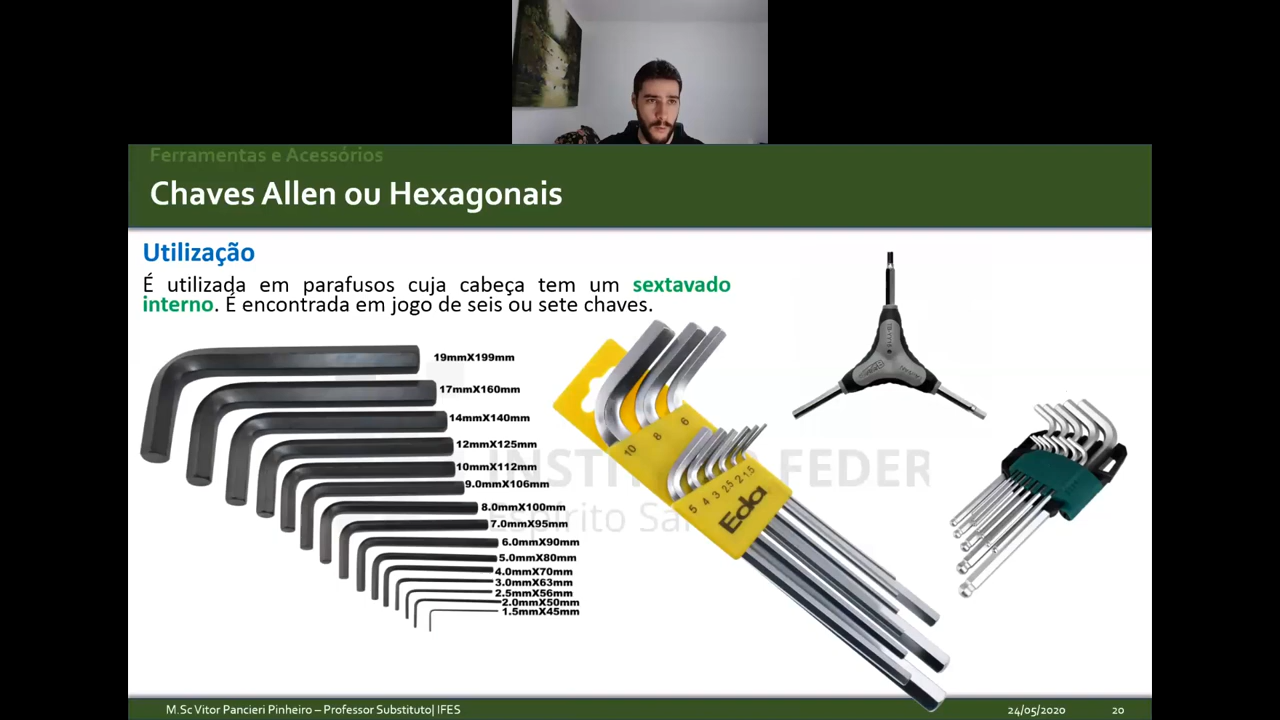 Ferramentas e Acessórios
Chaves Allen ou Hexagonais
Utilização
É utilizada em parafusos cuja cabeça tem um sextavado
interno. É encontrada em jogo de seis ou sete chaves.
19mmX199mm
17mmX160mm
14mmX140mm
12mmX125mm
10mmX112mm
9.0mmX106mm
8.0mmX100mm
7.0mmX95mm
6.0mmX90mm
5.0mmX80mm
4.0mmX70mm
3.0mmX63mm
2.5mmX56mm
2.0mmX50mm
1.5mmX45mm
10 8 6
5 4 3 2,5 2 1,5
Eda
FEDER
Espírito
M.Sc Vitor Pancieri Pinheiro – Professor Substituto| IFES
24/05/2020
20